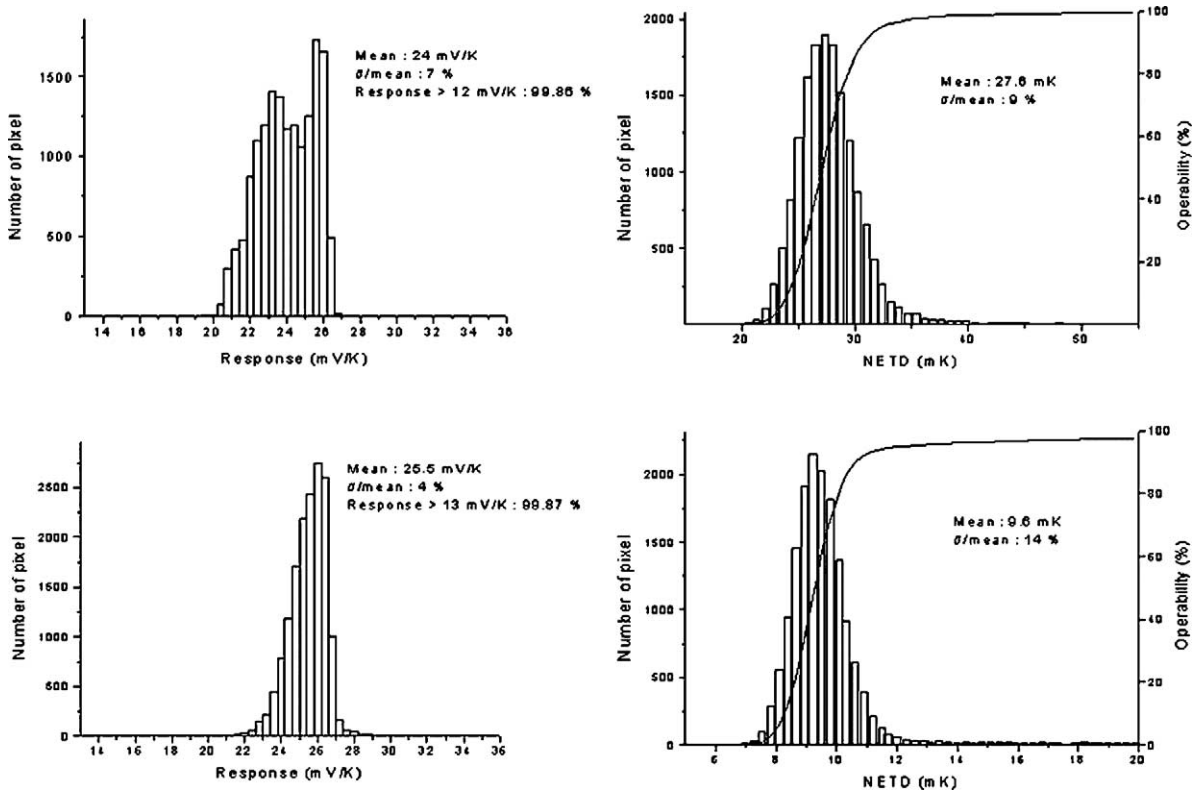 1500
1000
500
0
Number of pixel
Mean : 24 mV/K
σ/mean : 7 %
Response > 12 mV/K : 99.86 %
14 16 18 20 22 24 26 28 30 32 34 36
Response (mV/K)
2000
1500
1000
500
Number of pixel
Mean : 27.6 mK
σ/mean : 9 %
100
80
60
40
20
0
Operability (%)
20 30 40 50
NETD (mK)
2500
2000
1500
1000
500
0
Number of pixel
Mean : 25.5 mV/K
σ/mean : 4 %
Response > 13 mV/K : 99.87 %
14 16 18 20 22 24 26 28 30 32 34 36
Response (mV/K)
2000
1500
1000
500
0
Number of pixel
Mean : 9.6 mK
σ/mean : 14 %
100
80
60
40
20
0
Operability (%)
6 8 10 12 14 16 18 20
NETD (mK)